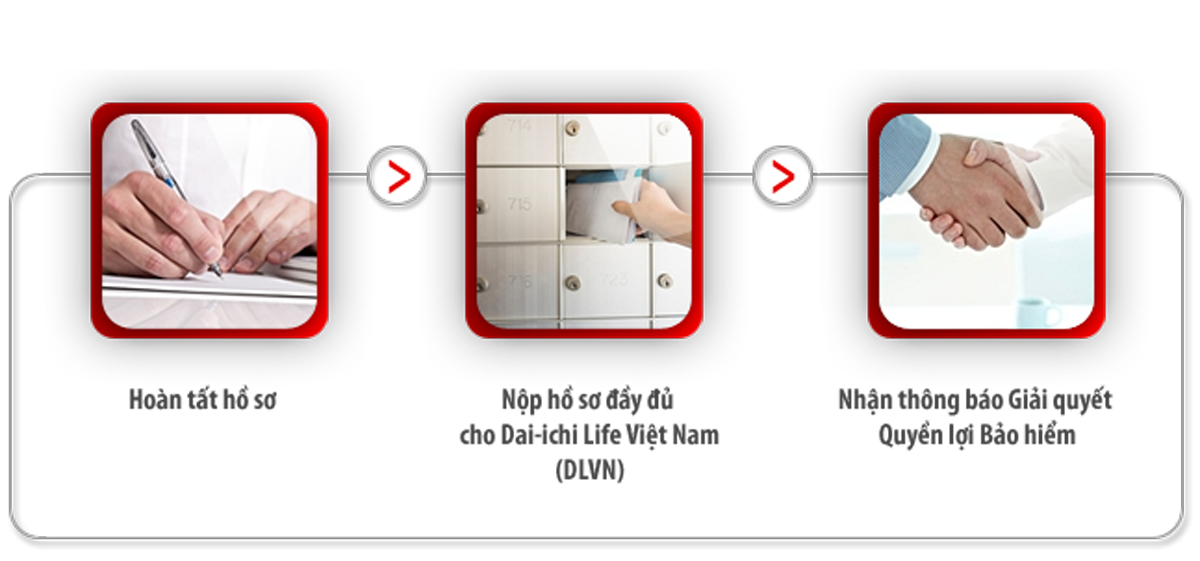 714
715
716
723
Hoàn tất hồ sơ
Nộp hồ sơ đầy đủ
cho Dai-ichi Life Việt Nam
(DLVN)
Nhận thông báo Giải quyết
Quyền lợi Bảo hiểm